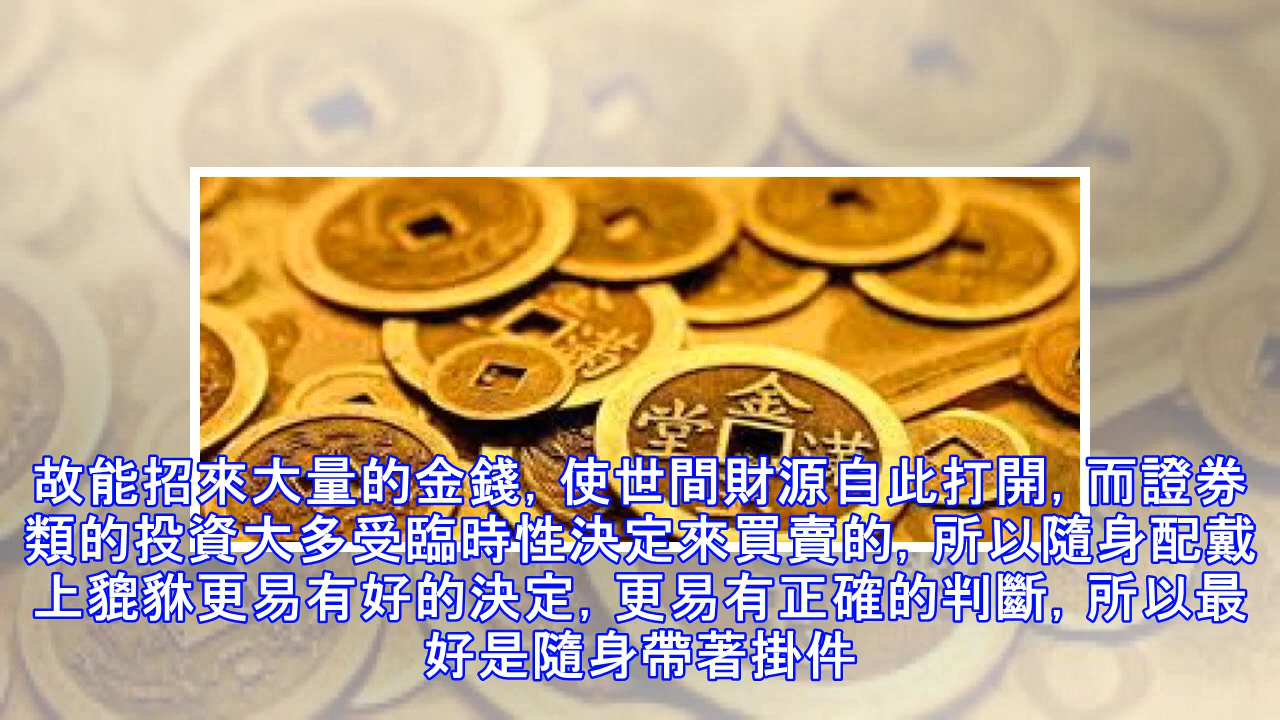 金
堂 滿
故能招來大量的金錢, 使世間財源自此打開, 而證券
類的投資大多受臨時性決定來買賣的, 所以隨身配戴
上貔貅更易有好的決定, 更易有正確的判斷, 所以最
好是隨身帶著掛件